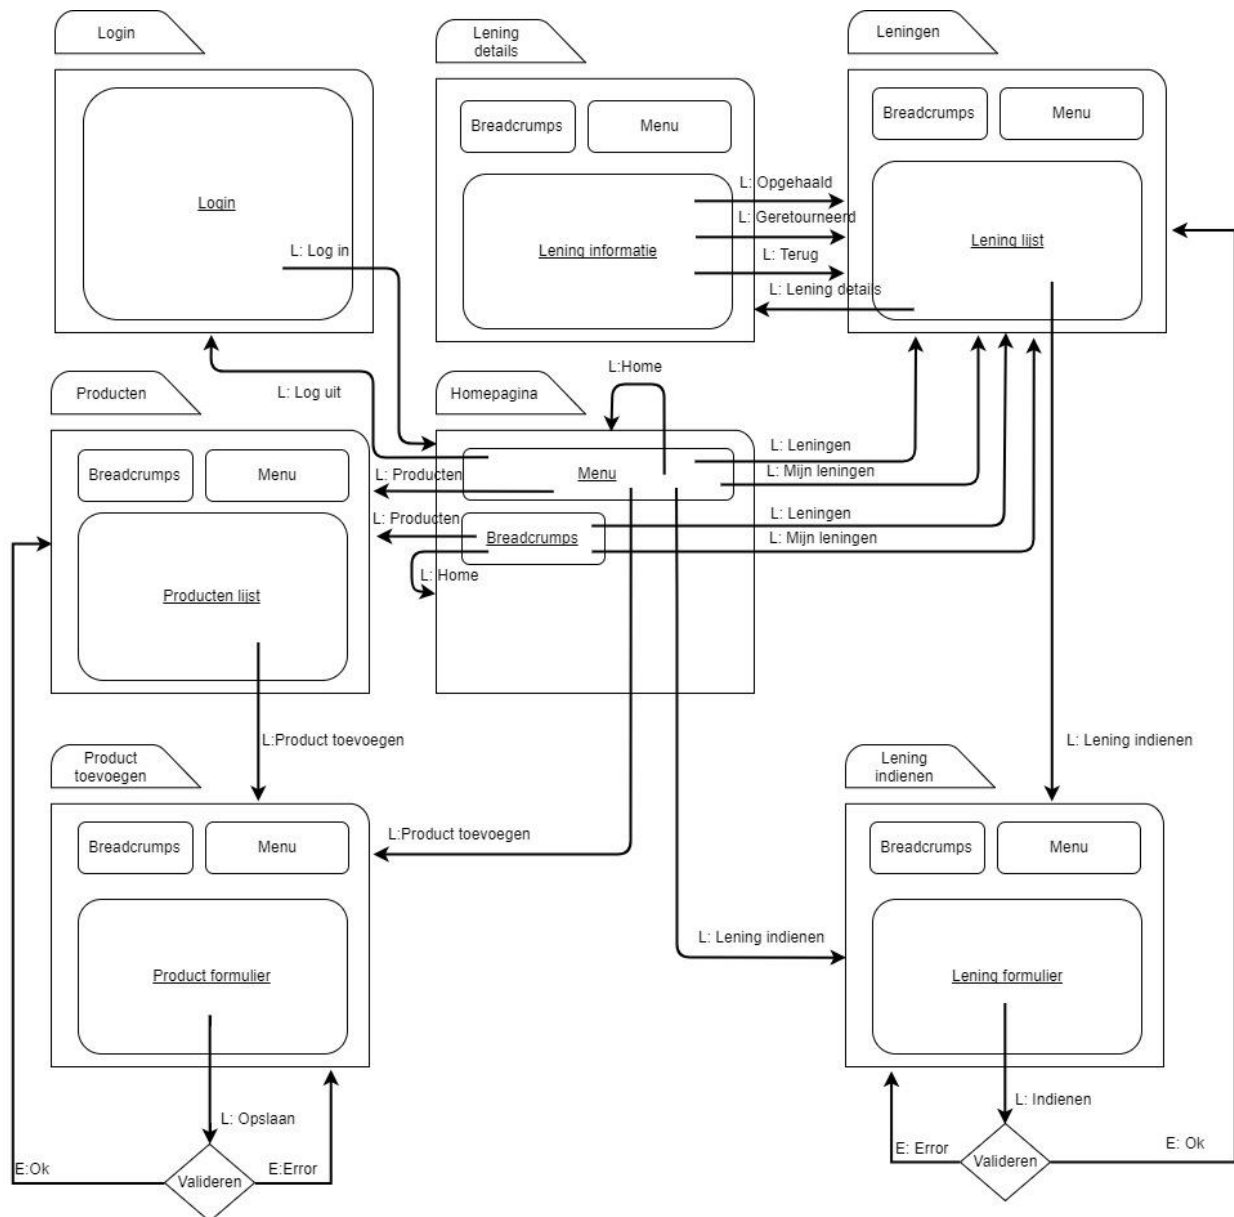 Login
Lening
details
Leningen
Breadcrumps
Menu
Breadcrumps
Menu
Login
L: Opgehaald
L: Geretourneerd
L: Log in
Lening informatie
L: Terug
Lening lijst
L: Lening details
L: Log uit
L:Home
Producten
Homepagina
L: Leningen
Breadcrumps
Menu
L: Producten
Menu
L: Mijn leningen
L: Producten
Breadcrumps
L: Leningen
L: Mijn leningen
L: Home
Producten lijst
L:Product toevoegen
L: Lening indienen
Product
toevoegen
Lening
indienen
Breadcrumps
Menu
L:Product toevoegen
Breadcrumps
Menu
L: Lening indienen
Product formulier
Lening formulier
L: Opslaan
L: Indienen
E:Ok
Valideren
E:Error
E: Error
Valideren
E: Ok